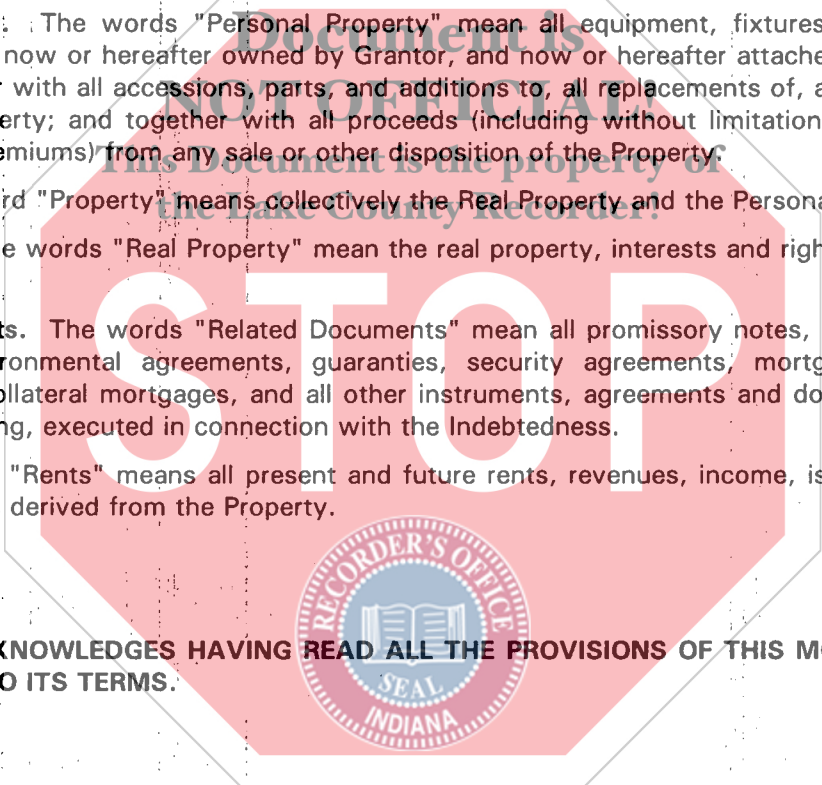 . The words "Personal Property" mean all equipment, fixtures
now or hereafter owned by Grantor, and now or hereafter attache
r with all accessions, parts, and additions to, all replacements of, a
erty; and together with all proceeds (including without limitation
emiums) from any sale or other disposition of the Property.
rd "Property" means collectively the Real Property and the Persona
e words "Real Property" mean the real property, interests and righ
ts. The words "Related Documents" mean all promissory notes,
ronmental agreements, guaranties, security agreements, mortg
ollateral mortgages, and all other instruments, agreements and do
ng, executed in connection with the Indebtedness.
"Rents" means all present and future rents, revenues, income, is
derived from the Property.
KNOWLEDGES HAVING READ ALL THE PROVISIONS OF THIS MO
O ITS TERMS.
Document is
NOT OFFICIAL!
This Document is the property of
the Lake County Recorder!
STOP
RECORDER'S OFFICE
SEAL
INDIANA